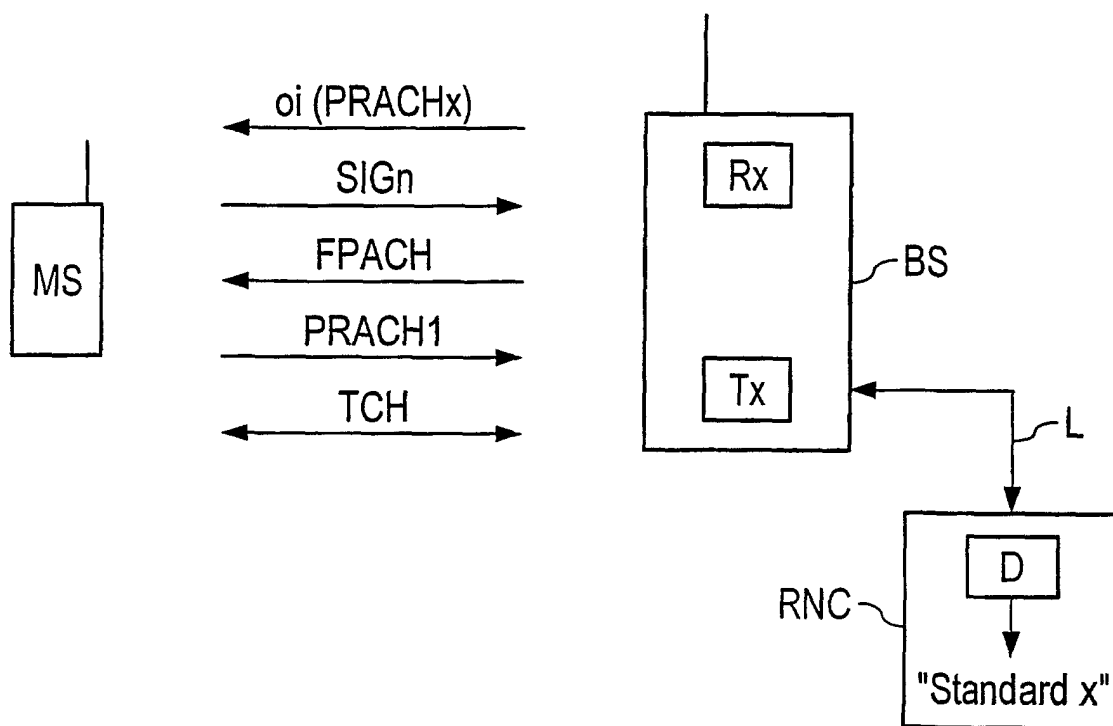 oi (PRACHx)
SIGn
FPACH
PRACH1
TCH
MS
Rx
Tx
BS
L
D
RNC
"Standard x"